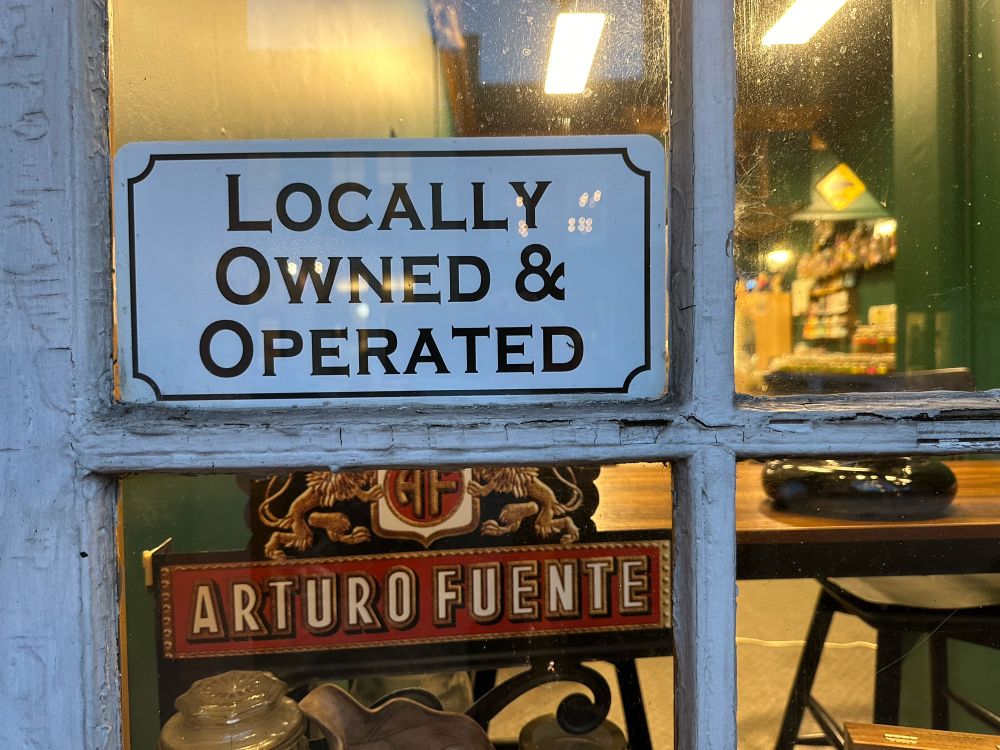 LOCALLY
OWNED &
OPERATED
AF
ARTURO FUENTE